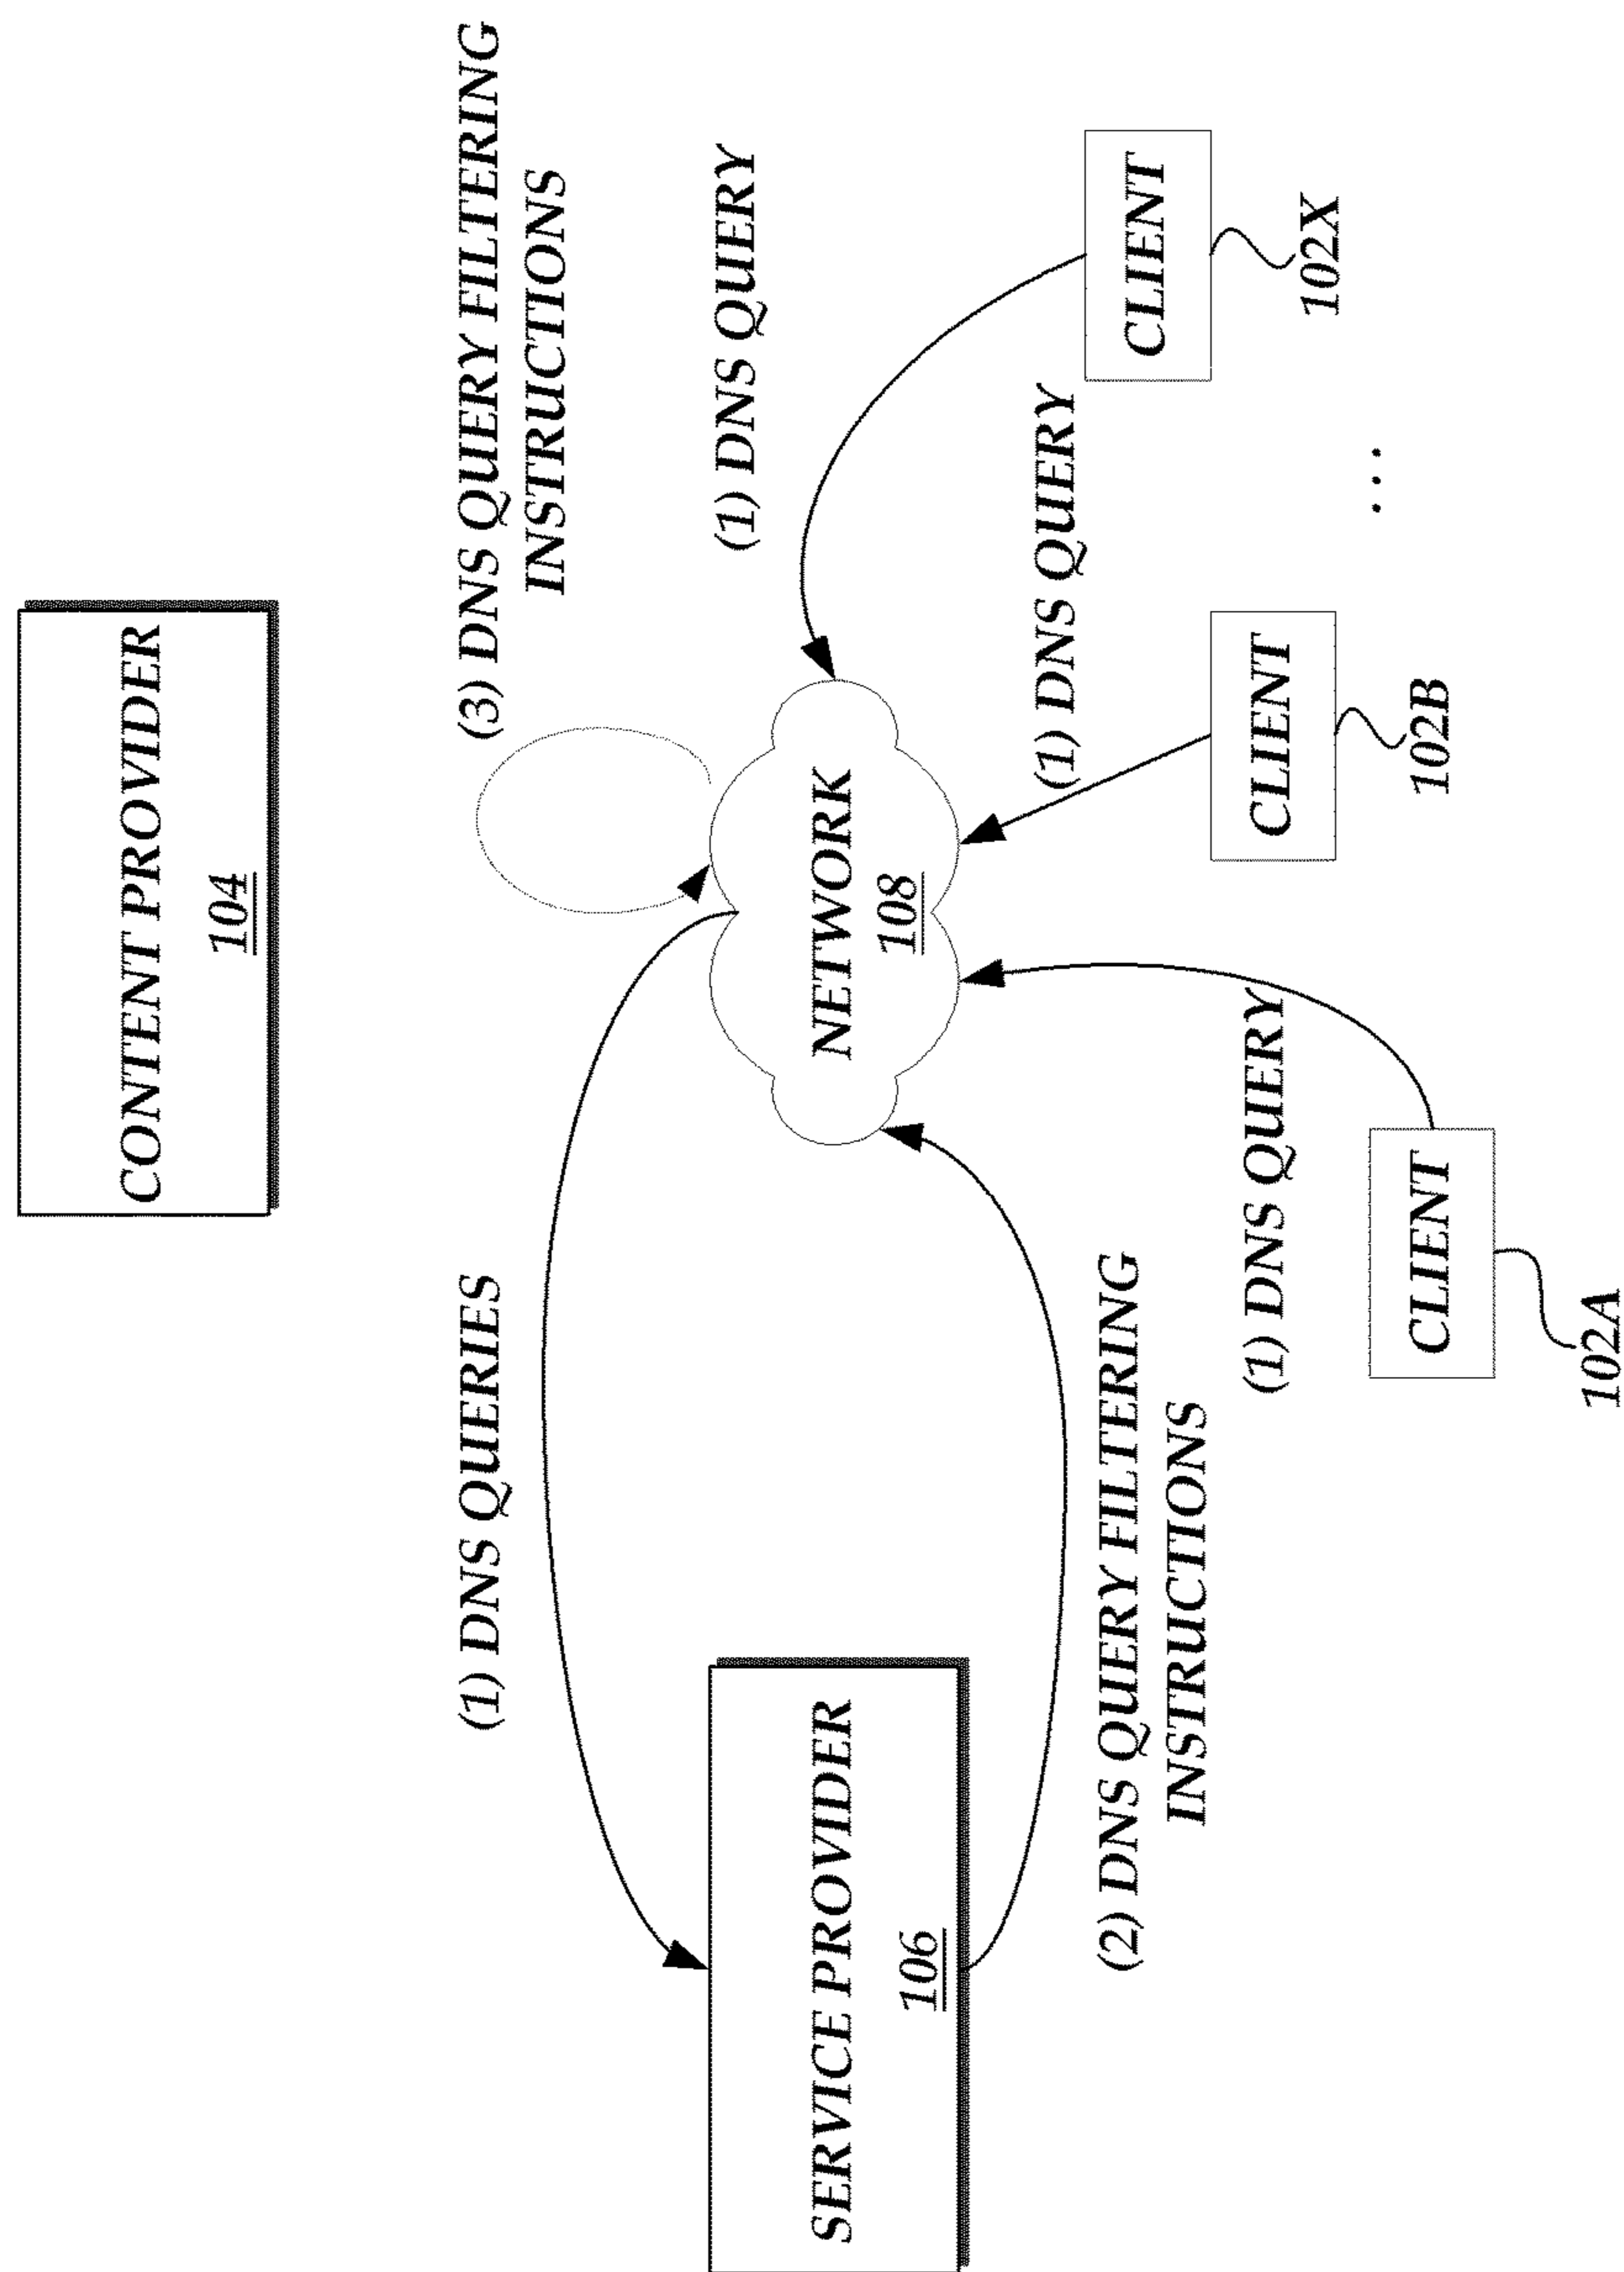 CONTENT PROVIDER
104
(1) DNS QUERIES
(3) DNS QUERY FILTERING
INSTRUCTIONS
(1) DNS QUERY
SERVICE PROVIDER
106
NETWORK
108
(1) DNS QUERY
CLIENT
102X
(2) DNS QUERY FILTERING
INSTRUCTIONS
(1) DNS QUERY
CLIENT
102B
...
CLIENT
102A